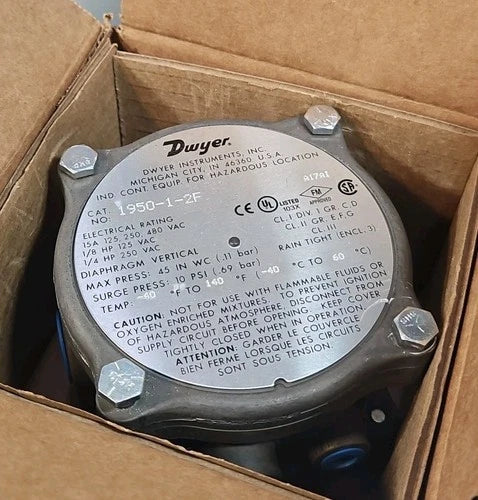 Dwyer.
DWYER INSTRUMENTS, INC.
MICHIGAN CITY, IN 46360 U.S.A
IND. CONT. EQUIP. FOR HAZARDOUS LOCATION
A17A1
CAT.
NO: 1950-1-2F
CE UL LISTED 103X FM APPROVED SA
ELECTRICAL RATING
15A 125, 250, 480 VAC
1/8 HP 125 VAC
1/4 HP 250 VAC
CL.I DIV. 1 GR. C,D
CL. II GR. E,F,G
CL. III
DIAPHRAGM VERTICAL RAIN TIGHT (ENCL.3)
MAX PRESS: 45 IN WC (.11 bar)
SURGE PRESS: 10 PSI (.69 bar)
TEMP: -40 °F TO 140 °F ( -40 °C TO 60 °C)
CAUTION: NOT FOR USE WITH FLAMMABLE FLUIDS OR
OXYGEN ENRICHED MIXTURES. TO PREVENT IGNITION
OF HAZARDOUS ATMOSPHERE, DISCONNECT FROM
SUPPLY CIRCUIT BEFORE OPENING. KEEP COVER
TIGHTLY CLOSED WHEN IN OPERATION.
ATTENTION: GARDER LE COUVERCLE
BIEN FERME LORSQUE LES CIRCUITS
SONT SOUS TENSION.